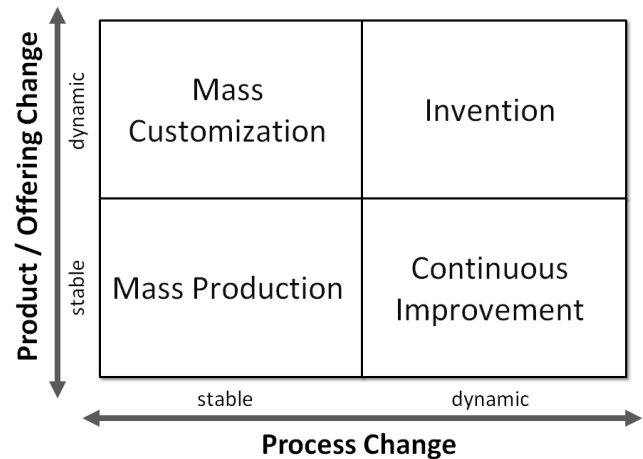 Product / Offering Change
dynamic
stable
Mass
Customization
Invention
Mass Production
Continuous
Improvement
stable
dynamic
Process Change